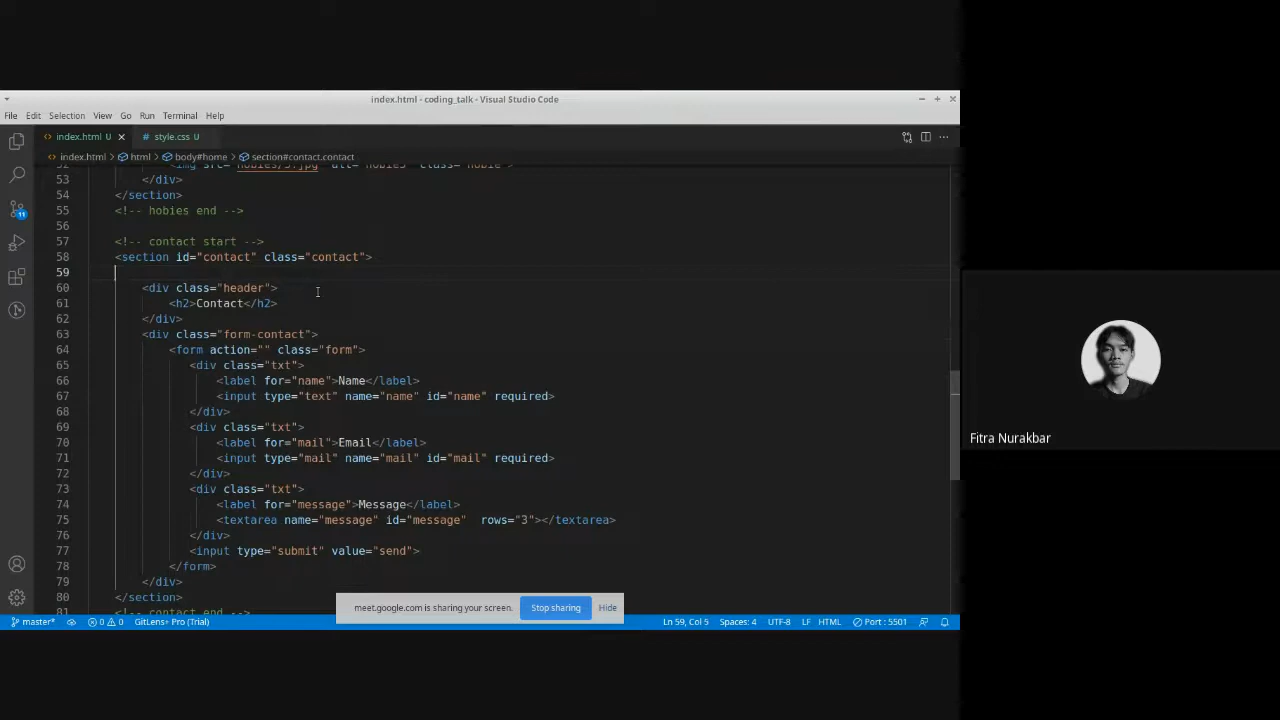 index.html - coding_talk - Visual Studio Code
File Edit Selection View Go Run Terminal Help
index.html U style.css U
index.html html body#home section#contact.contact
53 </div>
54 </section>
55 <!-- hobies end -->
56
57 <!-- contact start -->
58 <section id="contact" class="contact">
59
60 <div class="header">
61 <h2>Contact</h2>
62 </div>
63 <div class="form-contact">
64 <form action="" class="form">
65 <div class="txt">
66 <label for="name">Name</label>
67 <input type="text" name="name" id="name" required>
68 </div>
69 <div class="txt">
70 <label for="mail">Email</label>
71 <input type="mail" name="mail" id="mail" required>
72 </div>
73 <div class="txt">
74 <label for="message">Message</label>
75 <textarea name="message" id="message" rows="3"></textarea>
76 </div>
77 <input type="submit" value="send">
78 </form>
79 </div>
80 </section>
81 <!-- contact end -->
meet.google.com is sharing your screen. Stop sharing Hide
11
master* 0 0 GitLens+ Pro (Trial) Ln 59, Col 5 Spaces: 4 UTF-8 LF HTML Port : 5501
Fitra Nurakbar